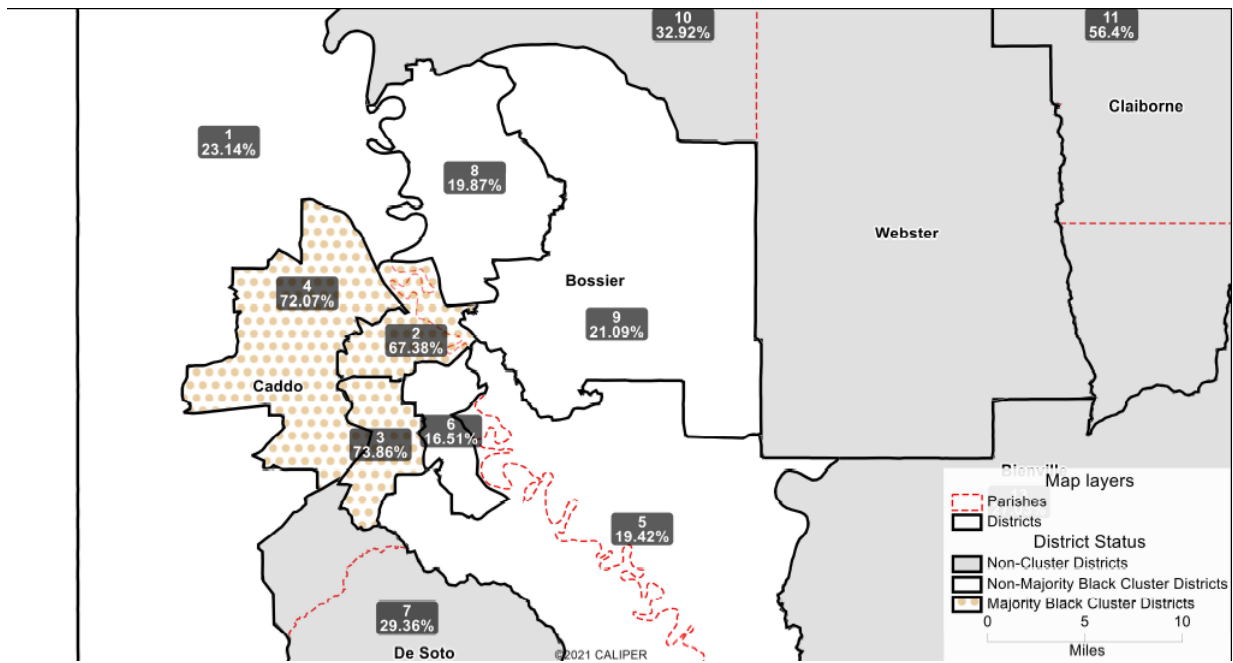 10
32.92%
11
56.4%
Claiborne
1
23.14%
8
19.87%
Webster
Bossier
4
72.07%
9
21.09%
2
67.38%
Caddo
3
73.86%
6
16.51%
5
19.42%
7
29.36%
De Soto
©2021 CALIPER
Bienville
Map layers
Parishes
Districts
District Status
Non-Cluster Districts
Non-Majority Black Cluster Districts
Majority Black Cluster Districts
0 5 10
Miles